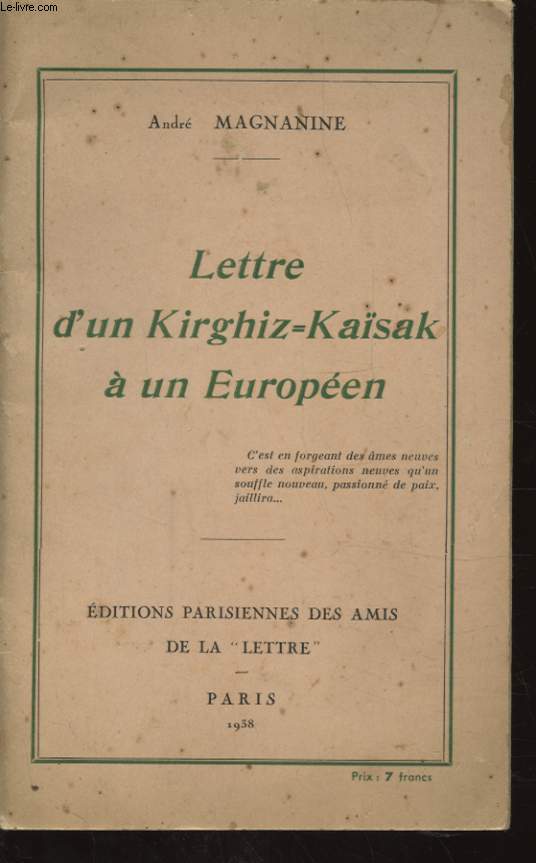 Le-livre.com
André MAGNANINE
Lettre
d'un Kirghiz=Kaïsak
à un Européen
C'est en forgeant des âmes neuves
vers des aspirations neuves qu'un
souffle nouveau, passionné de paix,
jaillira...
ÉDITIONS PARISIENNES DES AMIS
DE LA "LETTRE"
PARIS
1938
Prix : 7 francs